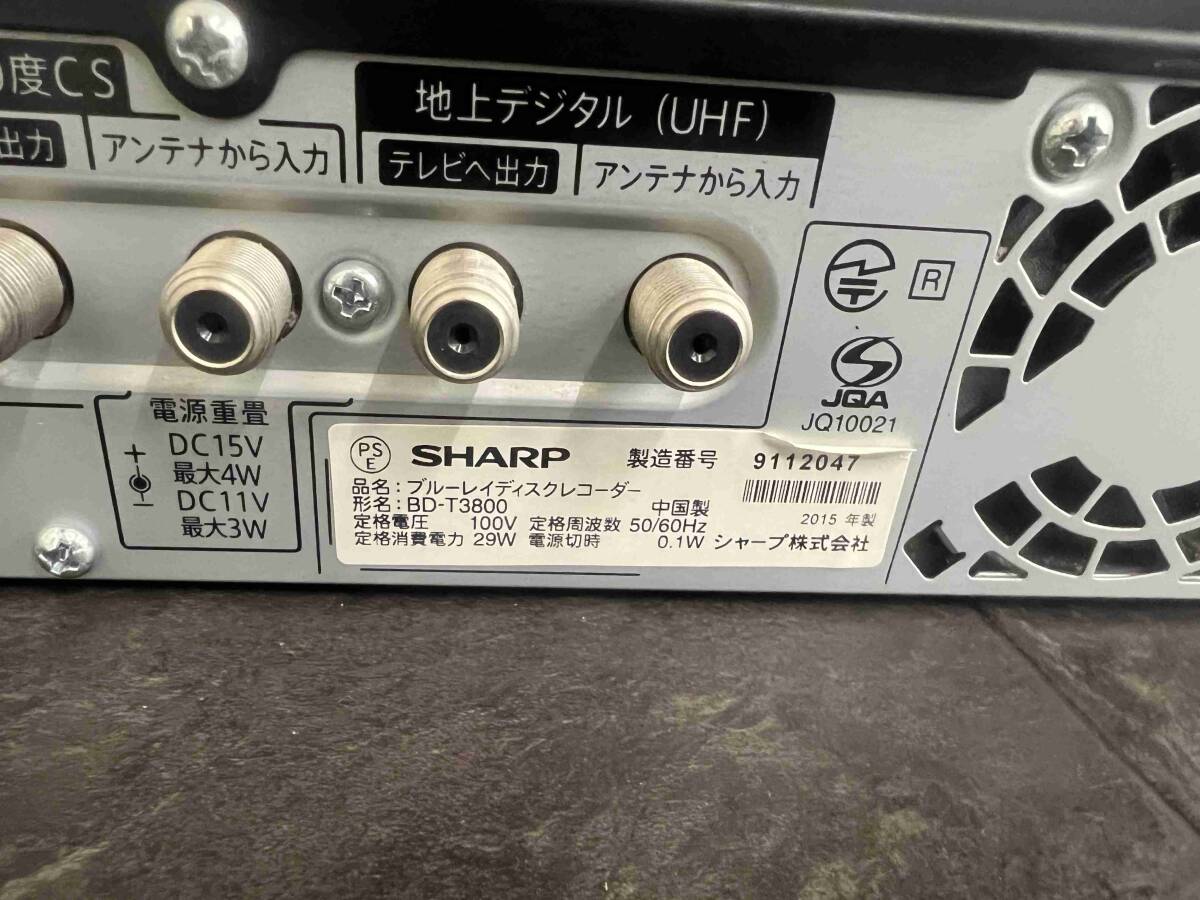 度CS
出力
アンテナから入力
地上デジタル (UHF)
テレビへ出力
アンテナから入力
R
JQA
JQ10021
電源重畳
DC15V
最大4W
DC11V
最大3W
PS
E
SHARP 製造番号 9112047
品名:ブルーレイディスクレコーダー
形名:BD-T3800 中国製
定格電圧 100V 定格周波数 50/60Hz 2015 年製
定格消費電力 29W 電源切時 0.1W シャープ株式会社